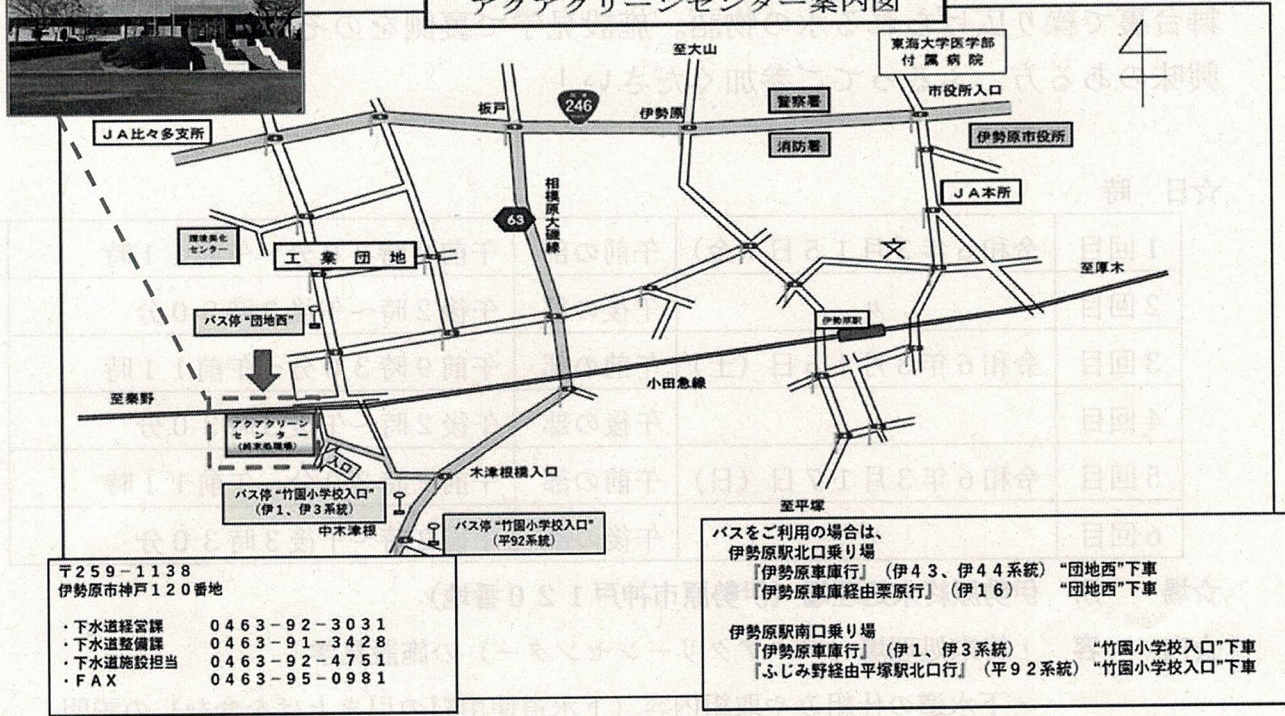 アクアグリーンセンター案内図
至大山
東海大学医学部
付属病院
市役所入口
246
板戸
伊勢原
警察署
消防署
伊勢原市役所
JA比々多支所
相模原大磯線
63
JA本所
環境美化
センター
工業団地
至厚木
バス停“団地西”
伊勢原駅
小田急線
至秦野
アクアグリーン
センター
(終末処理場)
入口
木津根橋入口
バス停“竹園小学校入口”
(伊1、伊3系統)
中木津根
バス停“竹園小学校入口”
(平92系統)
至平塚
〒259-1138
伊勢原市神戸120番地
・下水道経営課 0463-92-3031
・下水道整備課 0463-91-3428
・下水道施設担当 0463-92-4751
・FAX 0463-95-0981
バスをご利用の場合は、
伊勢原駅北口乗り場
『伊勢原車庫行』(伊43、伊44系統) “団地西”下車
『伊勢原車庫経由栗原行』(伊16) “団地西”下車
伊勢原駅南口乗り場
『伊勢原車庫行』(伊1、伊3系統) “竹園小学校入口”下車
『ふじみ野経由平塚駅北口行』(平92系統) “竹園小学校入口”下車